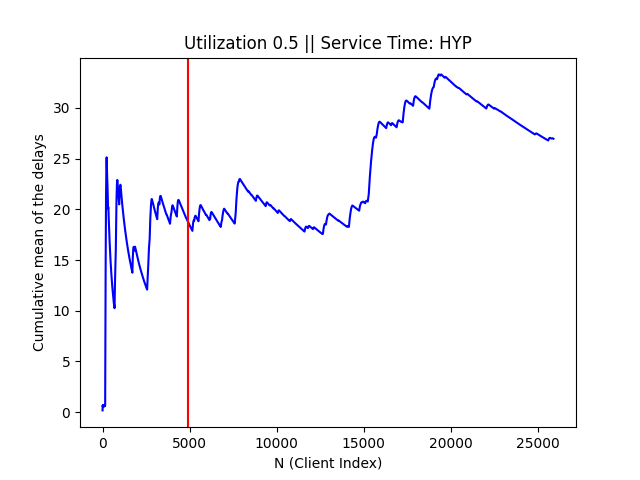 Utilization 0.5 || Service Time: HYP
Cumulative mean of the delays
30
25
20
15
10
5
0
0 5000 10000 15000 20000 25000
N (Client Index)